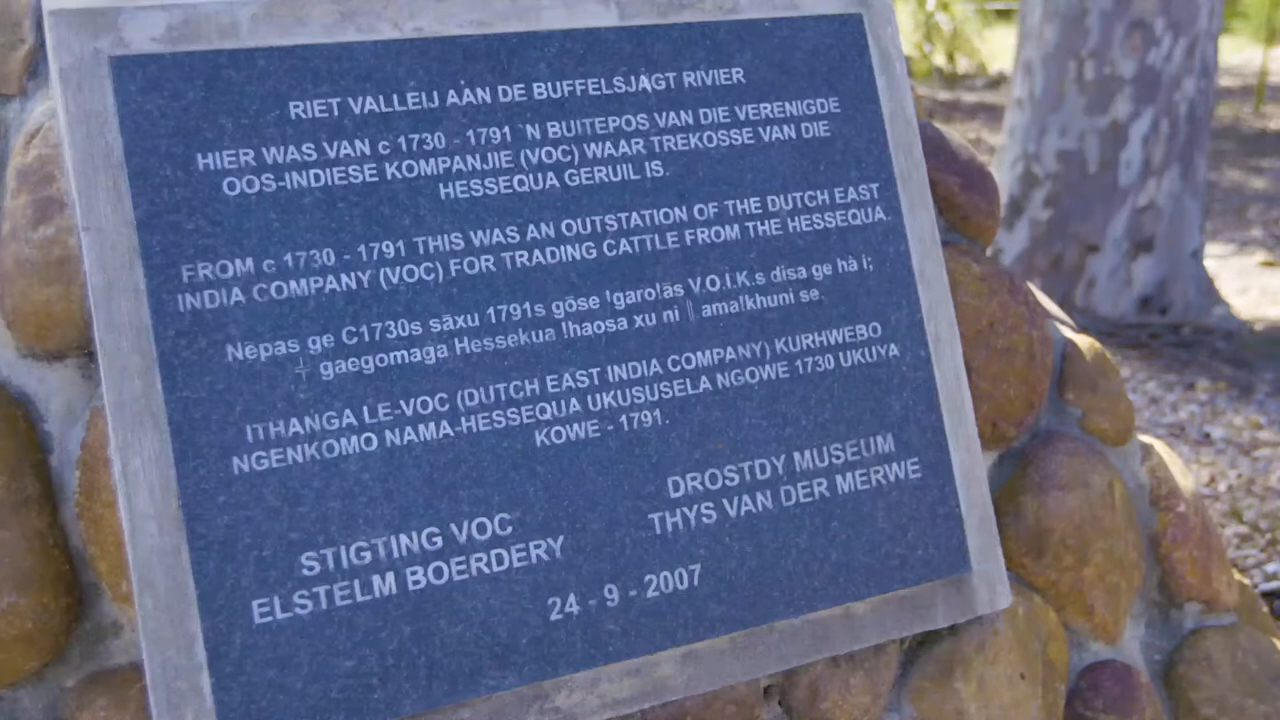 RIET VALLEIJ AAN DE BUFFELSJAGT RIVIER
HIER WAS VAN c 1730 - 1791 `N BUITEPOS VAN DIE VERENIGDE
OOS-INDIESE KOMPANJIE (VOC) WAAR TREKOSSE VAN DIE
HESSEQUA GERUIL IS.
FROM c 1730 - 1791 THIS WAS AN OUTSTATION OF THE DUTCH EAST
INDIA COMPANY (VOC) FOR TRADING CATTLE FROM THE HESSEQUA.
Nēpas ge C1730s sāxu 1791s gōse !garo!ās V.O.I.K.s disa ge hà i;
ǂ gaegomaga Hessekua !haosa xu ni ǁ ama!khuni se.
ITHANGA LE-VOC (DUTCH EAST INDIA COMPANY) KURHWEBO
NGENKOMO NAMA-HESSEQUA UKUSUSELA NGOWE 1730 UKUYA
KOWE - 1791.
DROSTDY MUSEUM
THYS VAN DER MERWE
STIGTING VOC
ELSTELM BOERDERY
24 - 9 - 2007